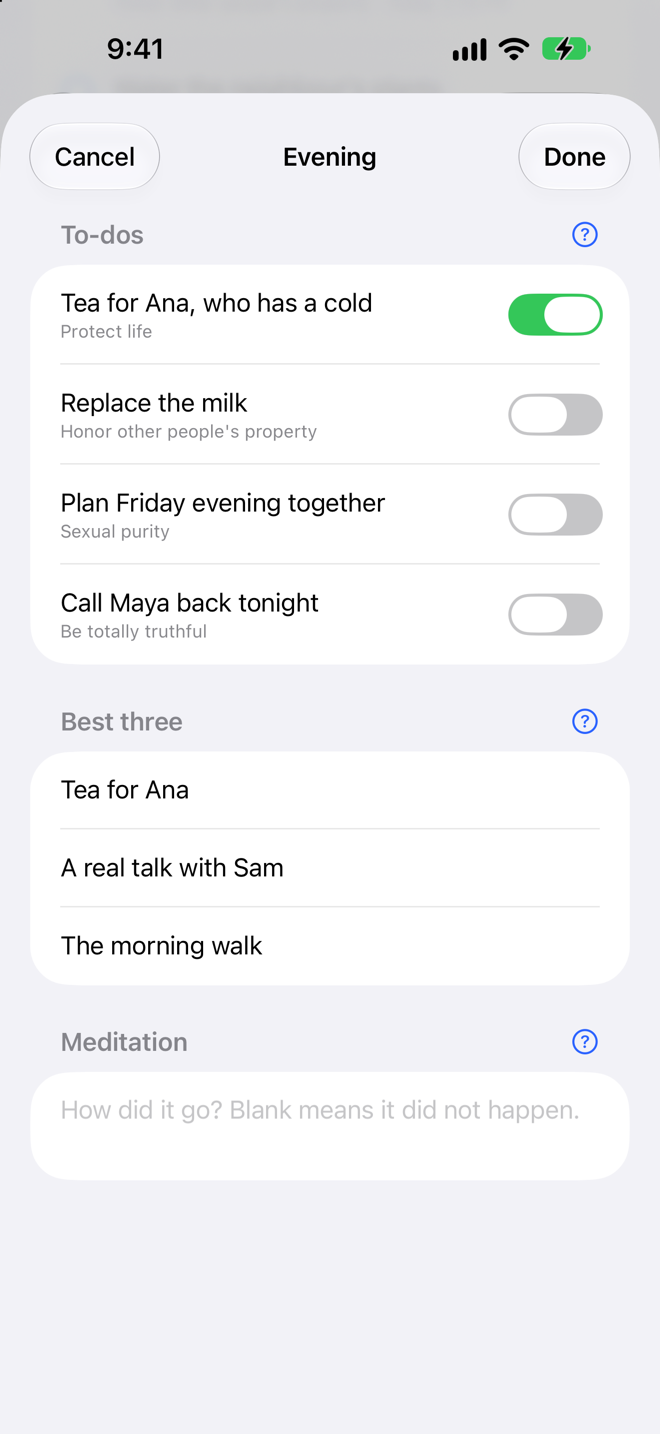 9:41
Cancel
Evening
Done
To-dos
?
Tea for Ana, who has a cold
Protect life
Replace the milk
Honor other people's property
Plan Friday evening together
Sexual purity
Call Maya back tonight
Be totally truthful
Best three
?
Tea for Ana
A real talk with Sam
The morning walk
Meditation
?
How did it go? Blank means it did not happen.